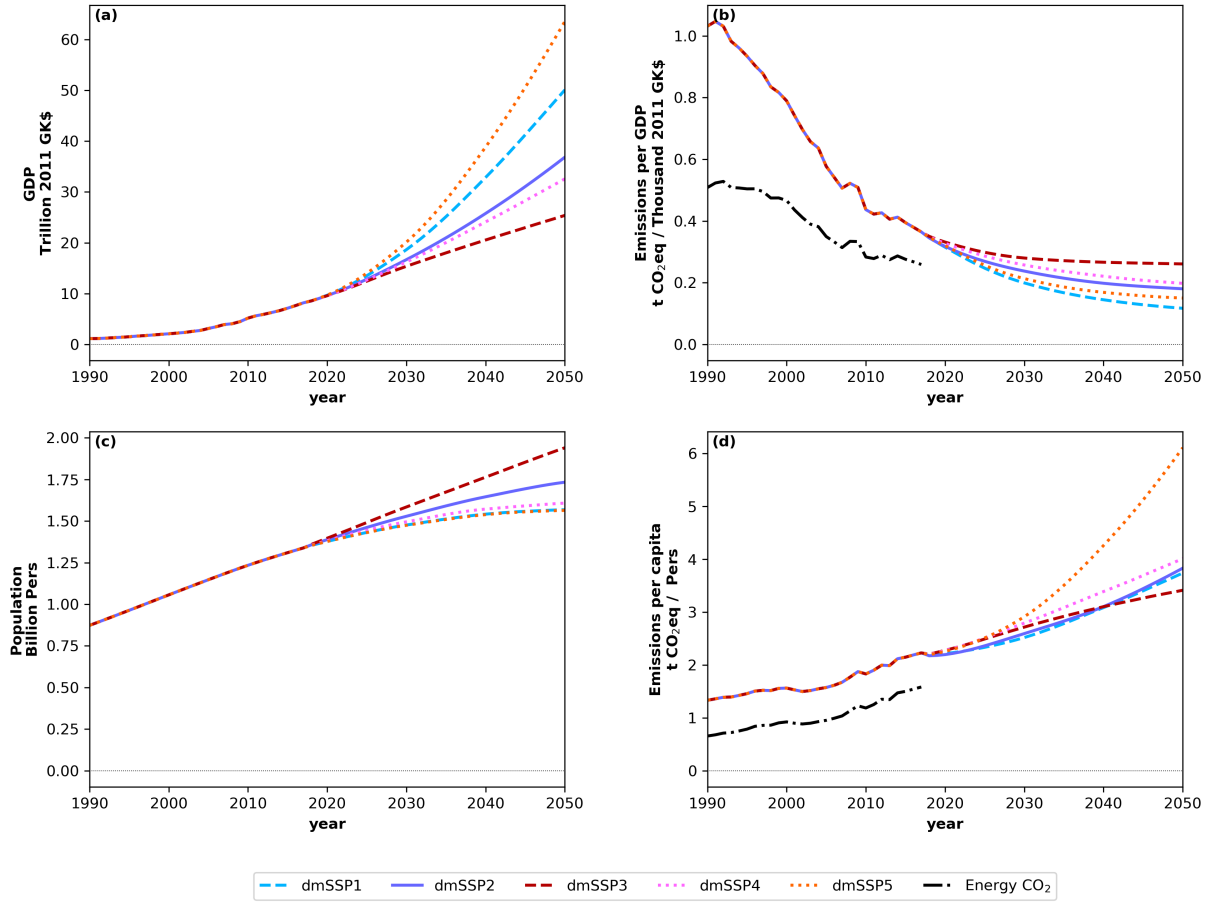 (a)
GDP
Trillion 2011 GK$
60
50
40
30
20
10
0
1990 2000 2010 2020 2030 2040 2050
year
(b)
Emissions per GDP
t CO₂eq / Thousand 2011 GK$
1.0
0.8
0.6
0.4
0.2
0.0
1990 2000 2010 2020 2030 2040 2050
year
(c)
Population
Billion Pers
2.00
1.75
1.50
1.25
1.00
0.75
0.50
0.25
0.00
1990 2000 2010 2020 2030 2040 2050
year
(d)
Emissions per capita
t CO₂eq / Pers
6
5
4
3
2
1
0
1990 2000 2010 2020 2030 2040 2050
year
dmSSP1 dmSSP2 dmSSP3 dmSSP4 dmSSP5 Energy CO₂